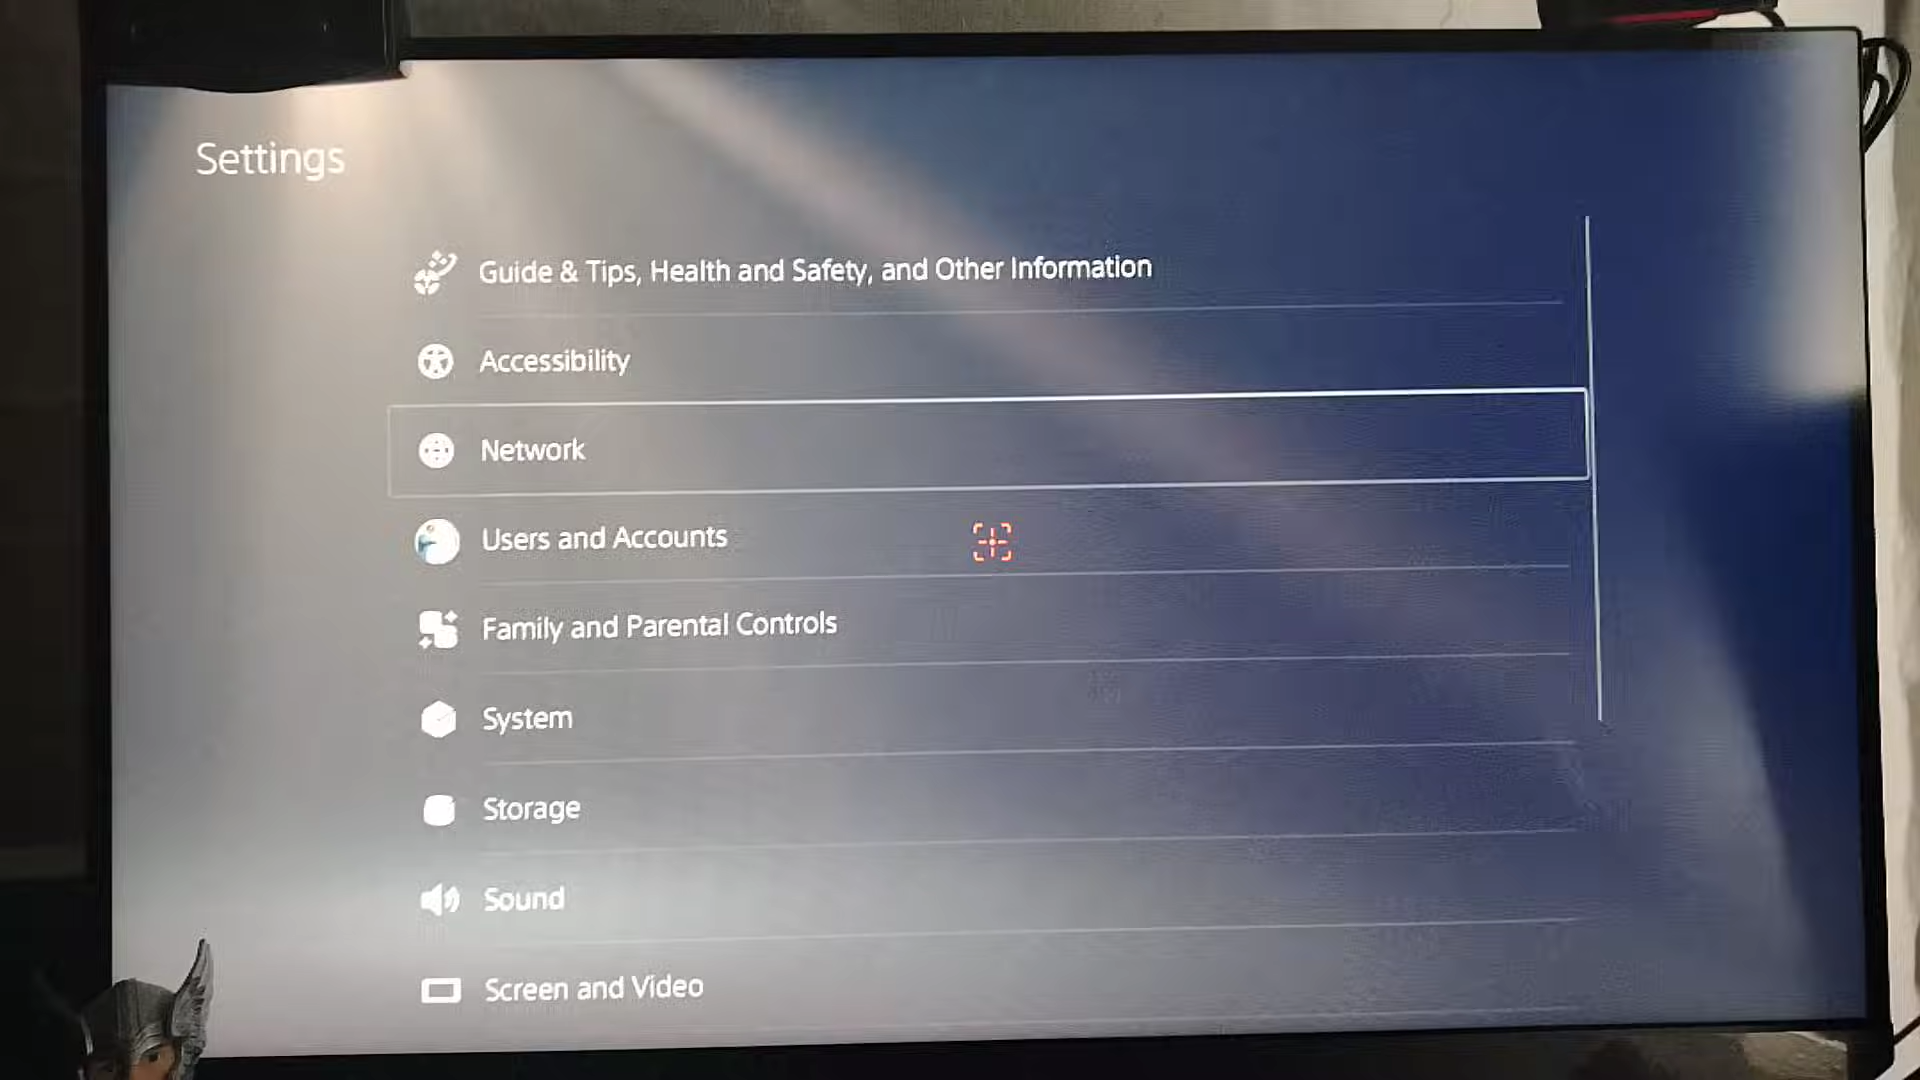 Settings
Guide & Tips, Health and Safety, and Other Information
Accessibility
Network
Users and Accounts
Family and Parental Controls
System
Storage
Sound
Screen and Video